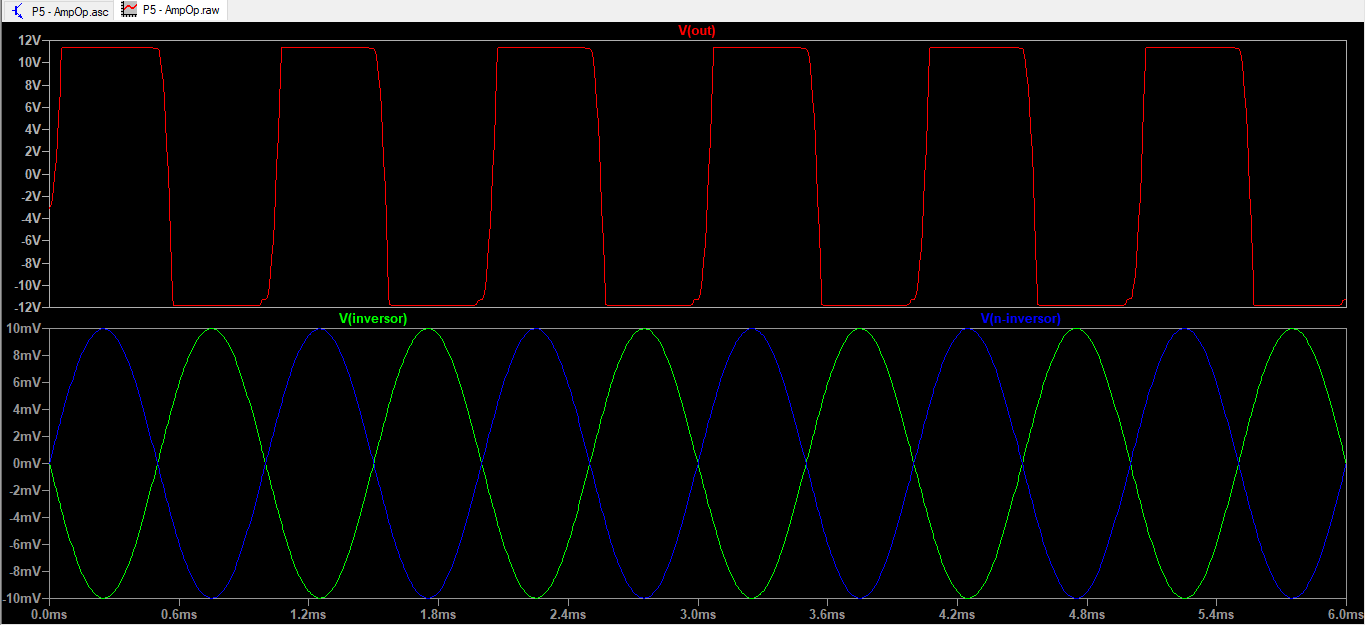 P5 - AmpOp.asc P5 - AmpOp.raw
V(out)
12V
10V
8V
6V
4V
2V
0V
-2V
-4V
-6V
-8V
-10V
-12V
V(inversor) V(n-inversor)
10mV
8mV
6mV
4mV
2mV
0mV
-2mV
-4mV
-6mV
-8mV
-10mV
0.0ms 0.6ms 1.2ms 1.8ms 2.4ms 3.0ms 3.6ms 4.2ms 4.8ms 5.4ms 6.0ms